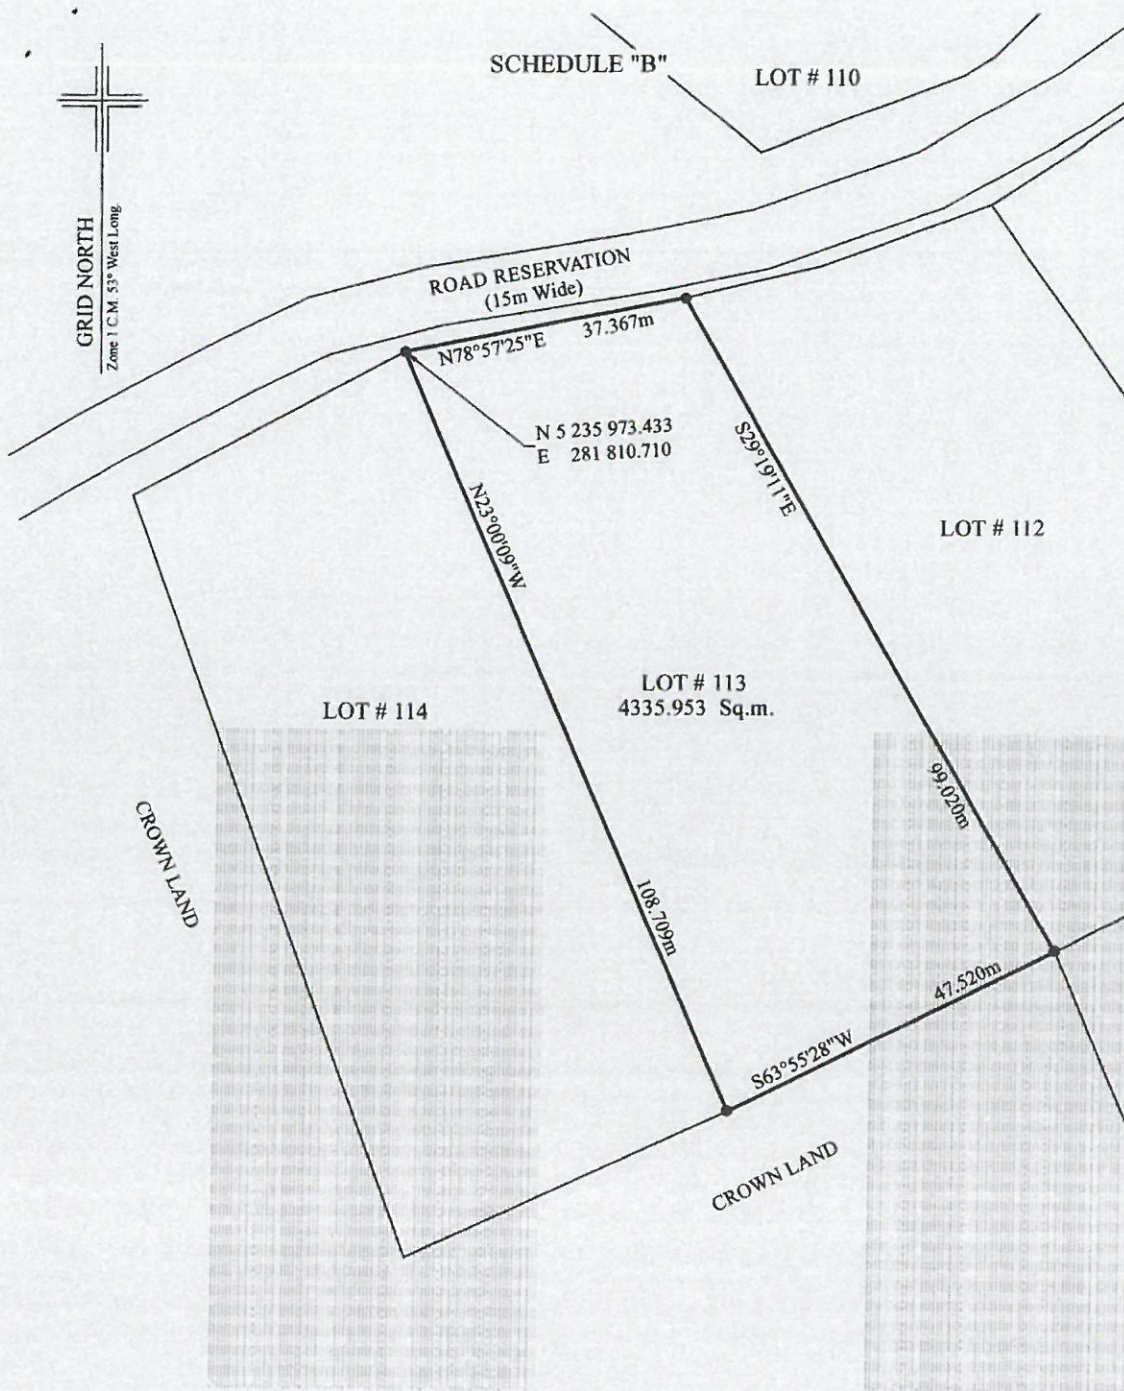 SCHEDULE "B"
LOT # 110
GRID NORTH
Zone 1 C.M. 53° West Long.
ROAD RESERVATION
(15m Wide)
N78°57'25"E
37.367m
N 5 235 973.433
E 281 810.710
S29°19'11"E
N23°00'09"W
LOT # 112
LOT # 113
4335.953 Sq.m.
LOT # 114
99.020m
CROWN LAND
108.709m
47.520m
S63°55'28"W
CROWN LAND